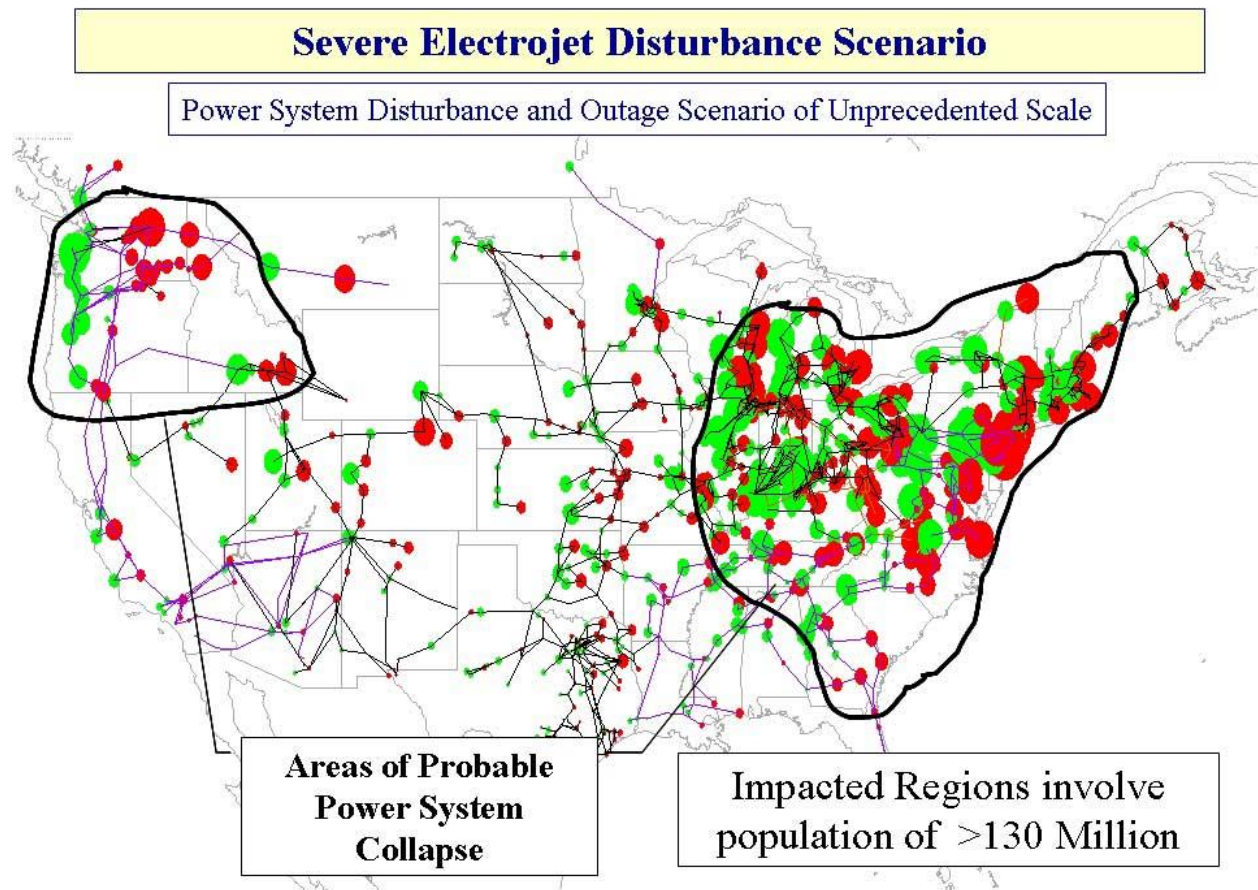 Severe Electrojet Disturbance Scenario
Power System Disturbance and Outage Scenario of Unprecedented Scale
Areas of Probable
Power System
Collapse
Impacted Regions involve
population of >130 Million